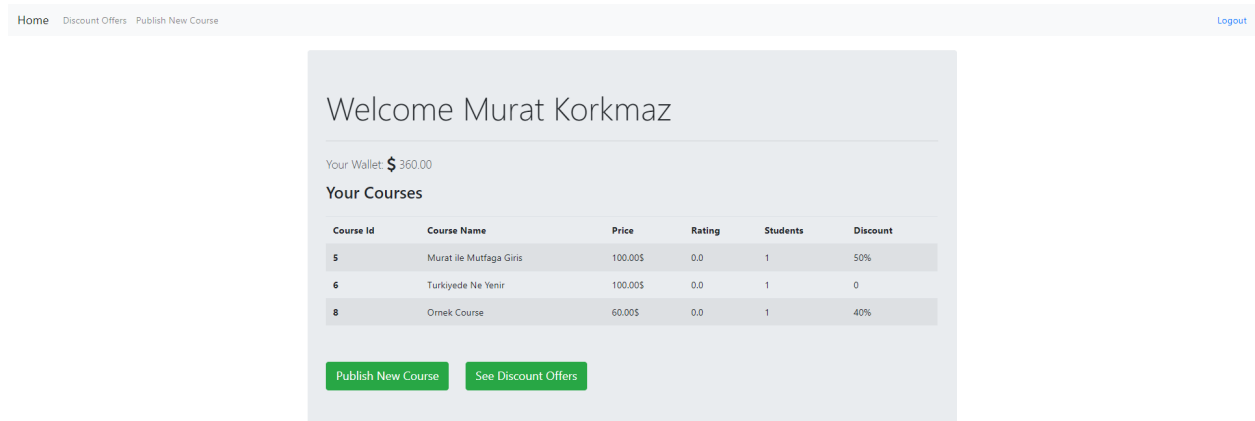 Home Discount Offers Publish New Course Logout
Welcome Murat Korkmaz
Your Wallet: $ 360.00
Your Courses
Course Id Course Name Price Rating Students Discount
5 Murat ile Mutfaga Giris 100.00$ 0.0 1 50%
6 Turkiyede Ne Yenir 100.00$ 0.0 1 0
8 Ornek Course 60.00$ 0.0 1 40%
Publish New Course See Discount Offers